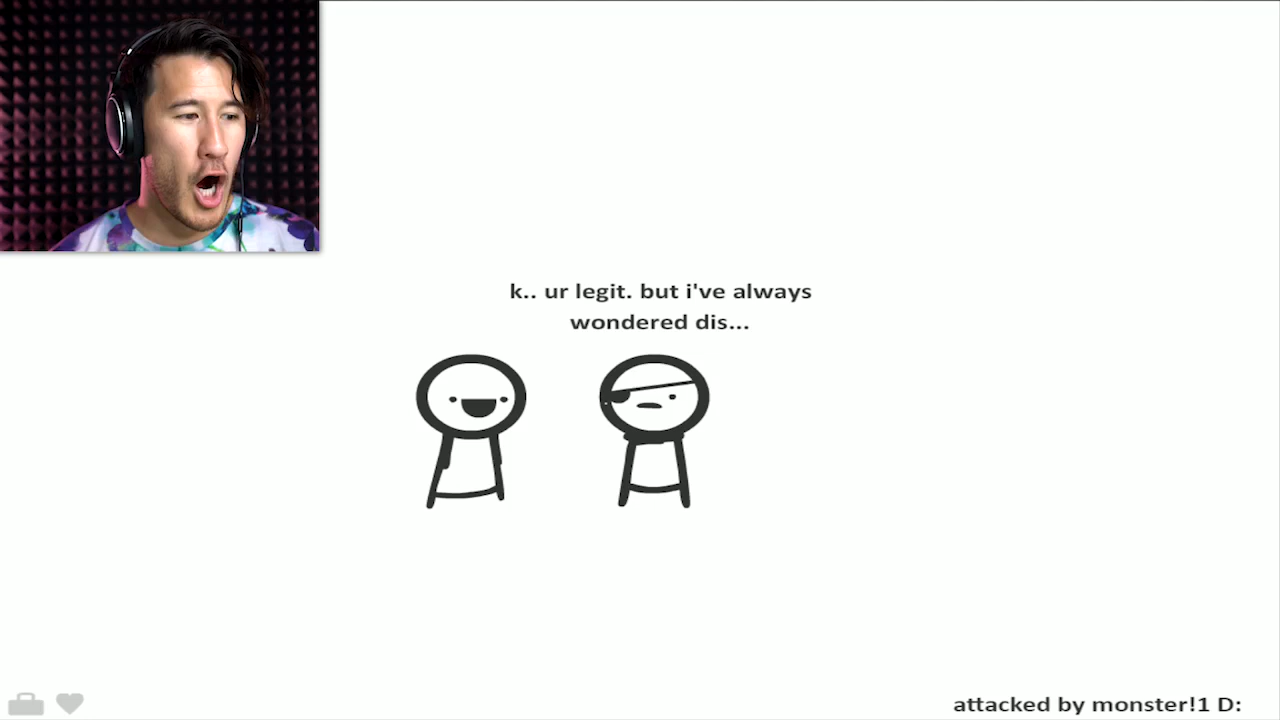 k.. ur legit. but i've always
wondered dis...
attacked by monster!1 D: